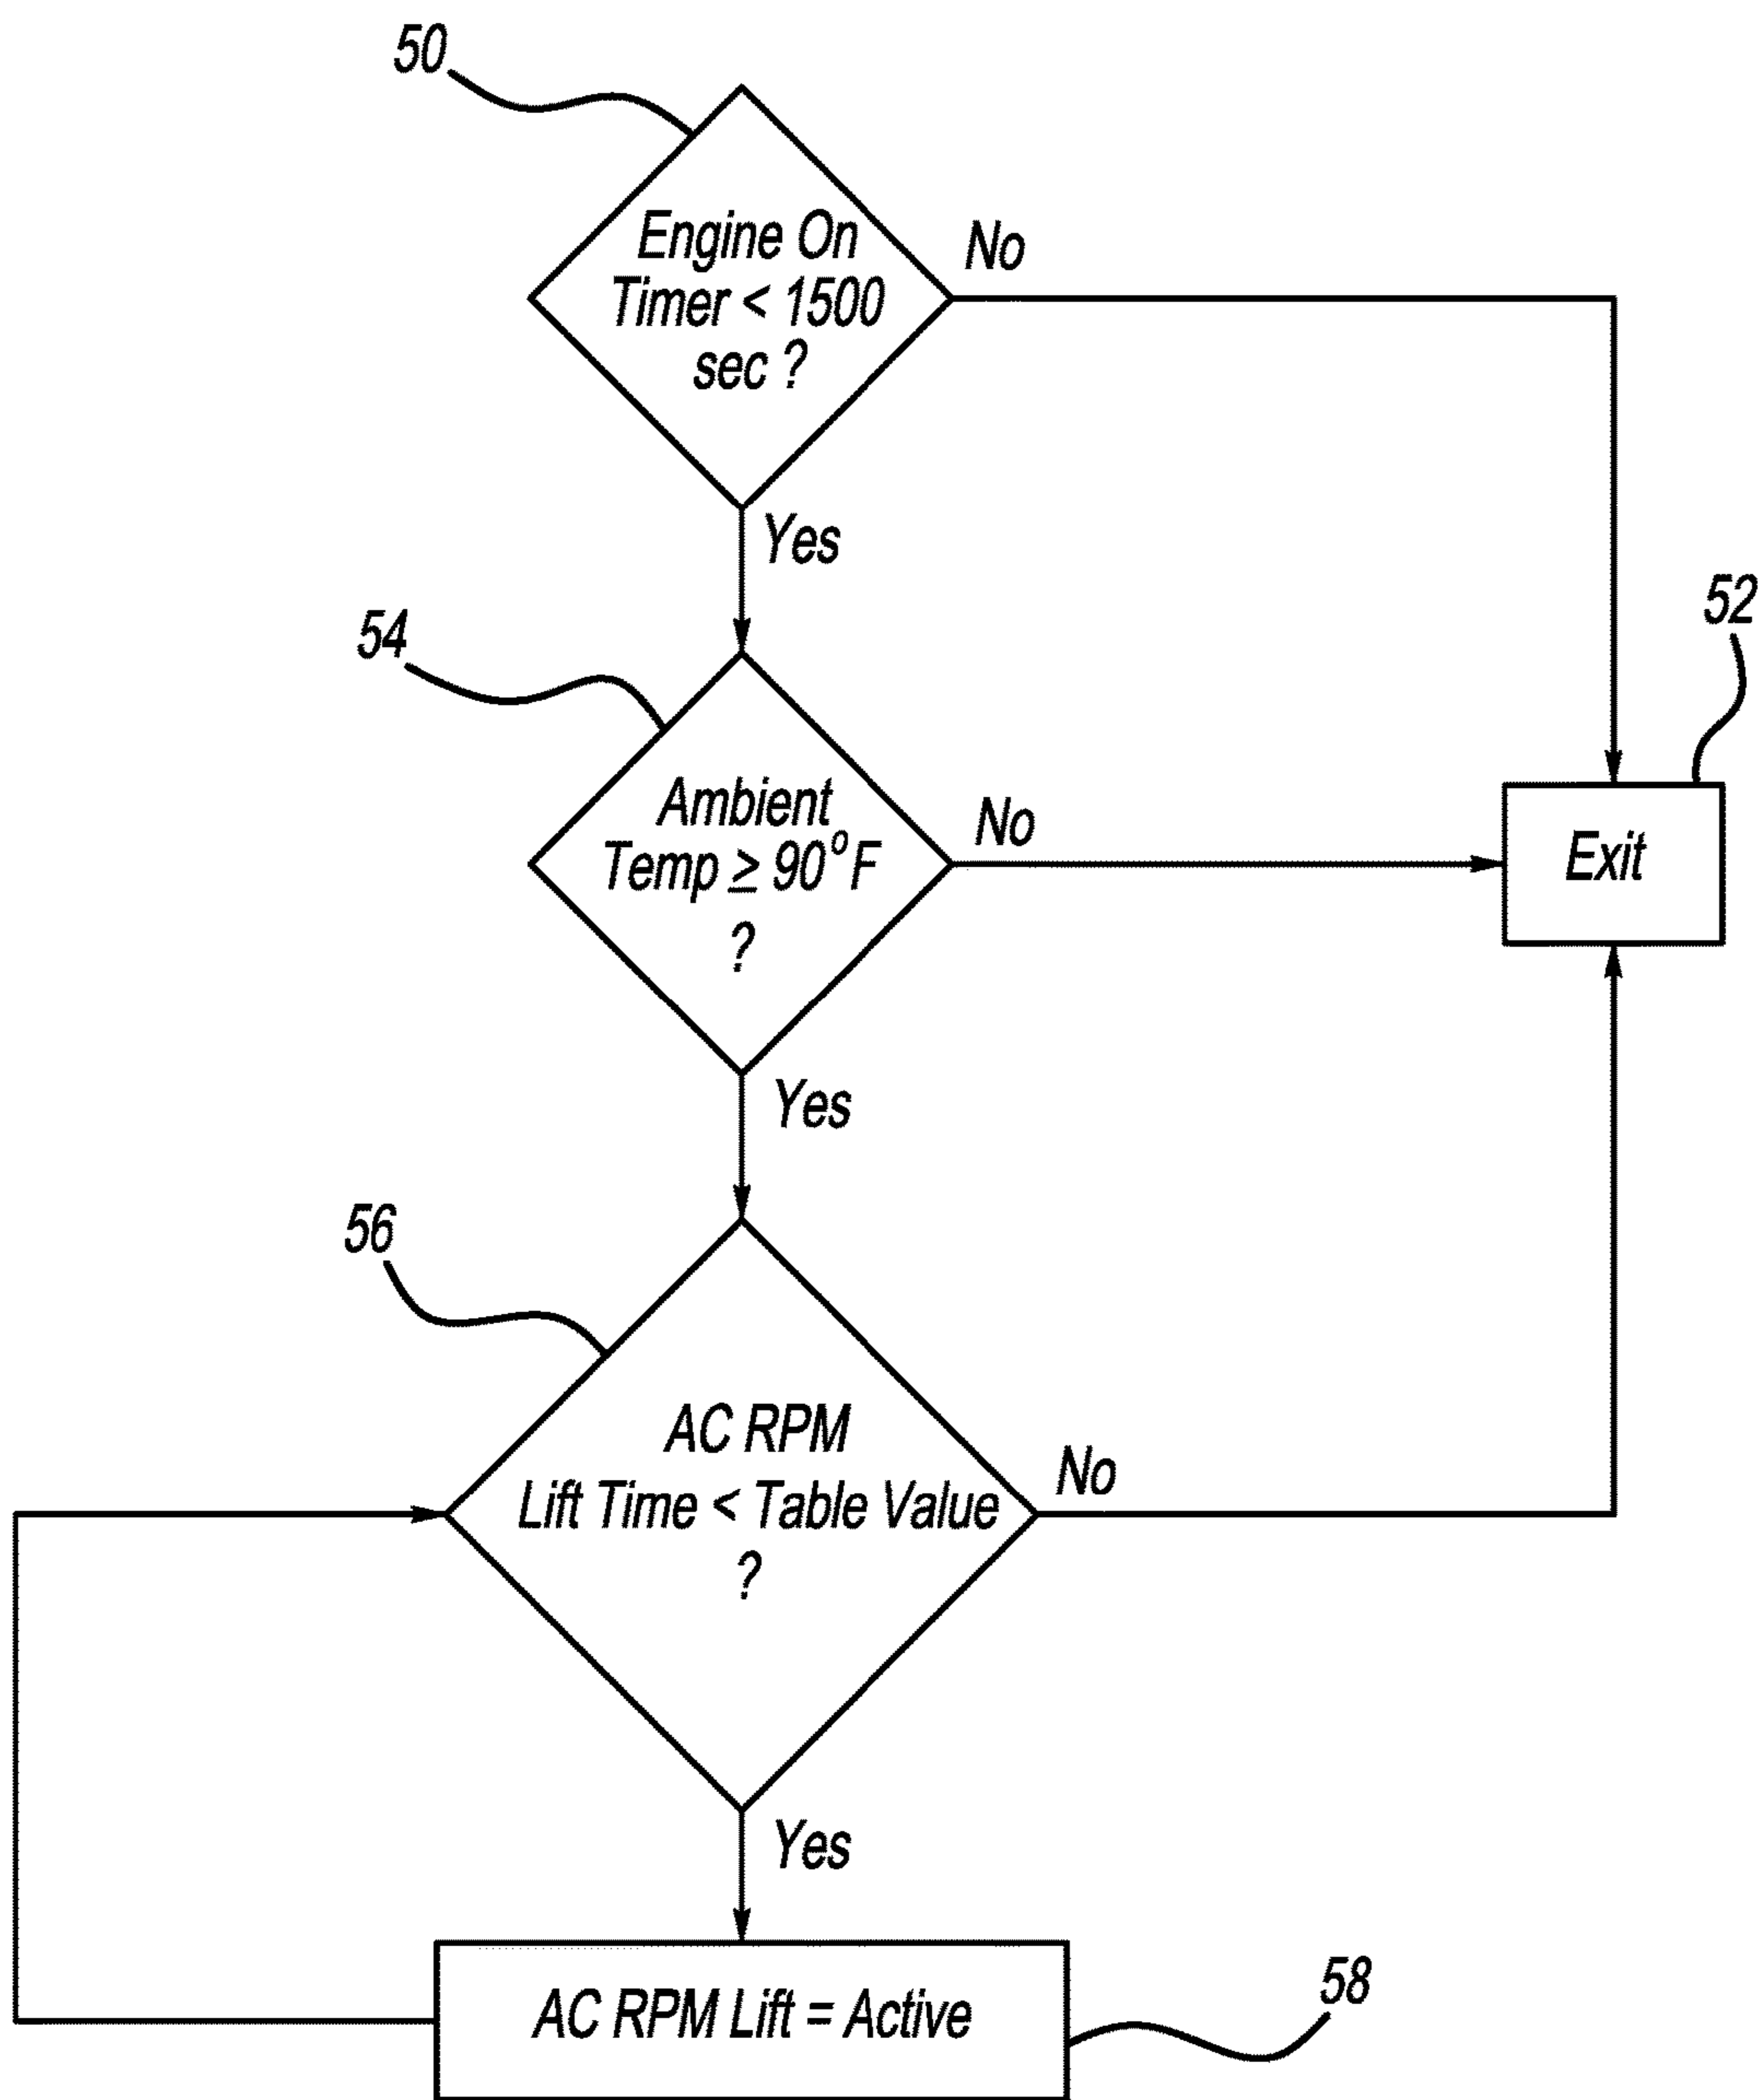 50
Engine On
Timer < 1500
sec ?
No
Yes
54
52
Ambient
Temp ≥ 90°F
?
No
Exit
Yes
56
AC RPM
Lift Time < Table Value
?
No
Yes
AC RPM Lift = Active
58